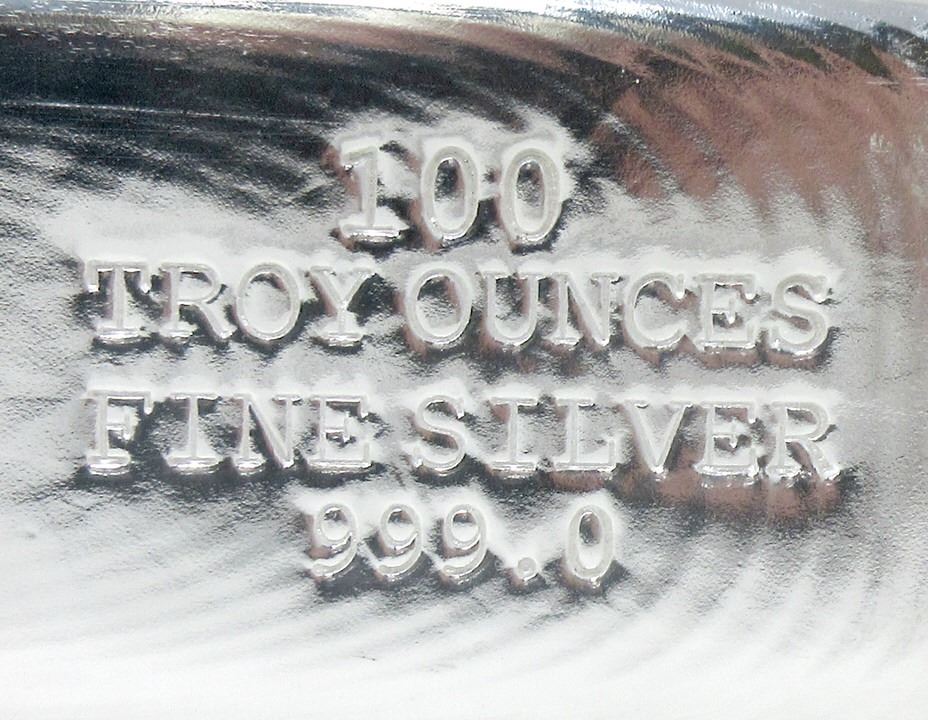 100
TROY OUNCES
FINE SILVER
999.0